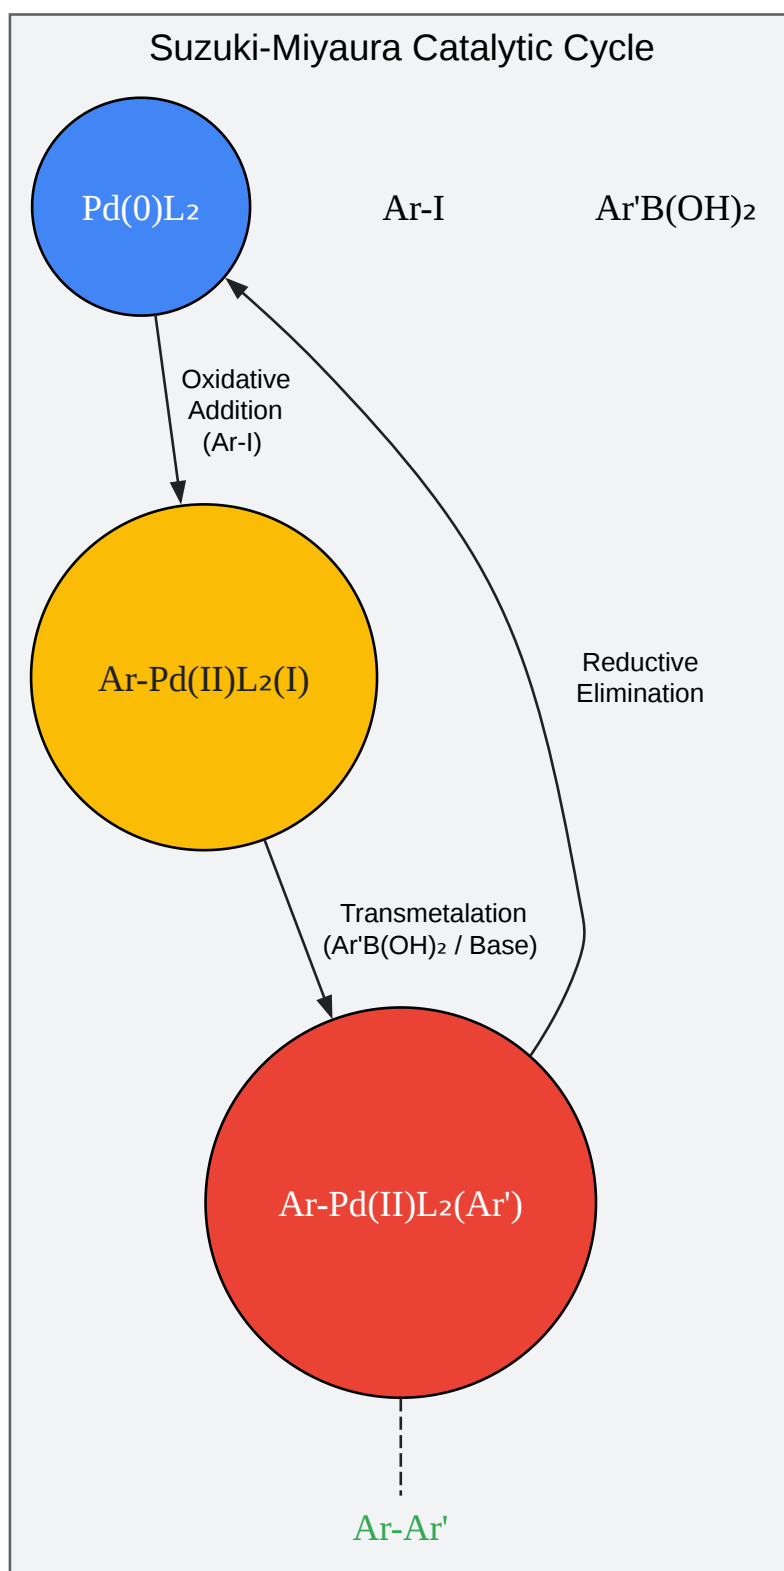 Suzuki-Miyaura Catalytic Cycle
Pd(0)L₂
Ar-I
Ar'B(OH)₂
Oxidative
Addition
(Ar-I)
Ar-Pd(II)L₂(I)
Reductive
Elimination
Transmetalation
(Ar'B(OH)₂ / Base)
Ar-Pd(II)L₂(Ar')
Ar-Ar'